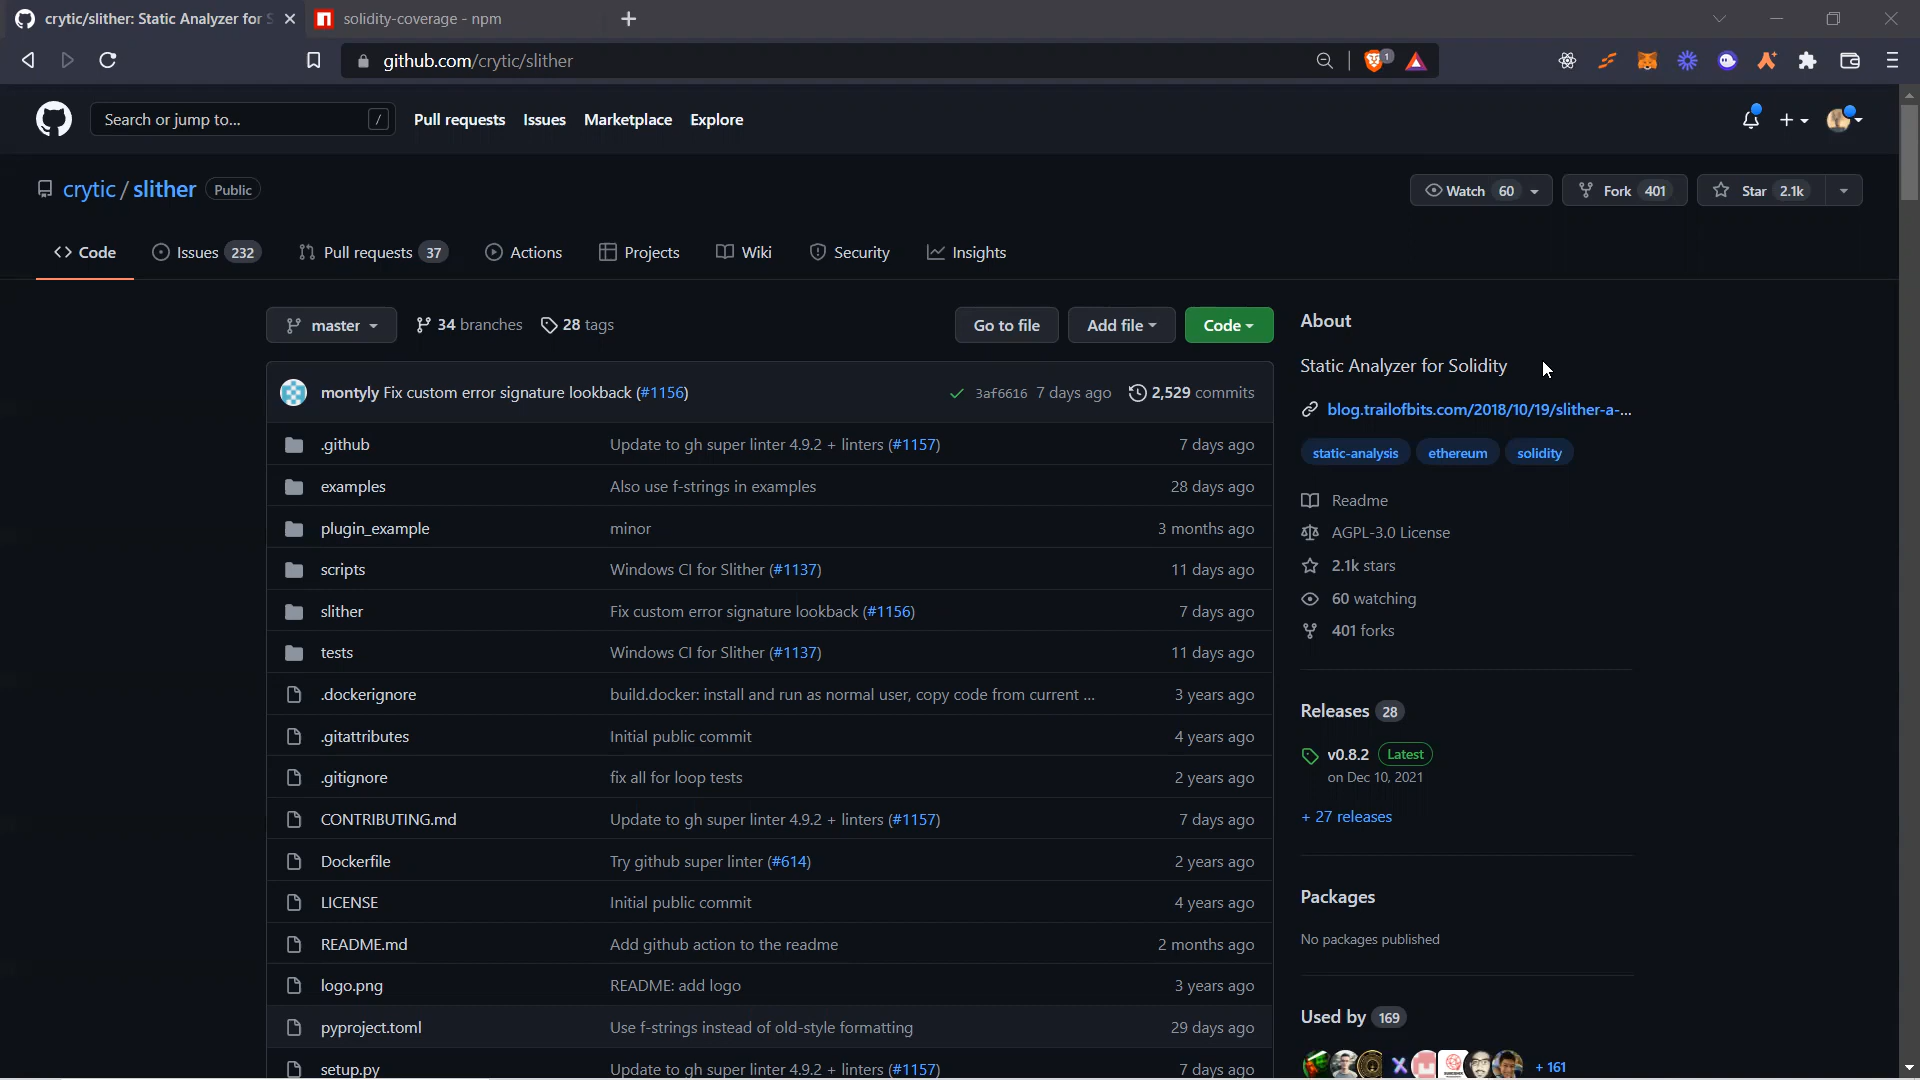 crytic/slither: Static Analyzer for S
solidity-coverage - npm
github.com/crytic/slither
1
Search or jump to...
/
Pull requests
Issues
Marketplace
Explore
crytic / slither
Public
Watch 60
Fork 401
Star 2.1k
Code
Issues 232
Pull requests 37
Actions
Projects
Wiki
Security
Insights
master
34 branches
28 tags
Go to file
Add file
Code
montyly Fix custom error signature lookback (#1156)
3af6616 7 days ago
2,529 commits
.github Update to gh super linter 4.9.2 + linters (#1157) 7 days ago
examples Also use f-strings in examples 28 days ago
plugin_example minor 3 months ago
scripts Windows CI for Slither (#1137) 11 days ago
slither Fix custom error signature lookback (#1156) 7 days ago
tests Windows CI for Slither (#1137) 11 days ago
.dockerignore build.docker: install and run as normal user, copy code from current ... 3 years ago
.gitattributes Initial public commit 4 years ago
.gitignore fix all for loop tests 2 years ago
CONTRIBUTING.md Update to gh super linter 4.9.2 + linters (#1157) 7 days ago
Dockerfile Try github super linter (#614) 2 years ago
LICENSE Initial public commit 4 years ago
README.md Add github action to the readme 2 months ago
logo.png README: add logo 3 years ago
pyproject.toml Use f-strings instead of old-style formatting 29 days ago
setup.py Update to gh super linter 4.9.2 + linters (#1157) 7 days ago
About
Static Analyzer for Solidity
blog.trailofbits.com/2018/10/19/slither-a-...
static-analysis
ethereum
solidity
Readme
AGPL-3.0 License
2.1k stars
60 watching
401 forks
Releases 28
v0.8.2 Latest
on Dec 10, 2021
+ 27 releases
Packages
No packages published
Used by 169
+ 161